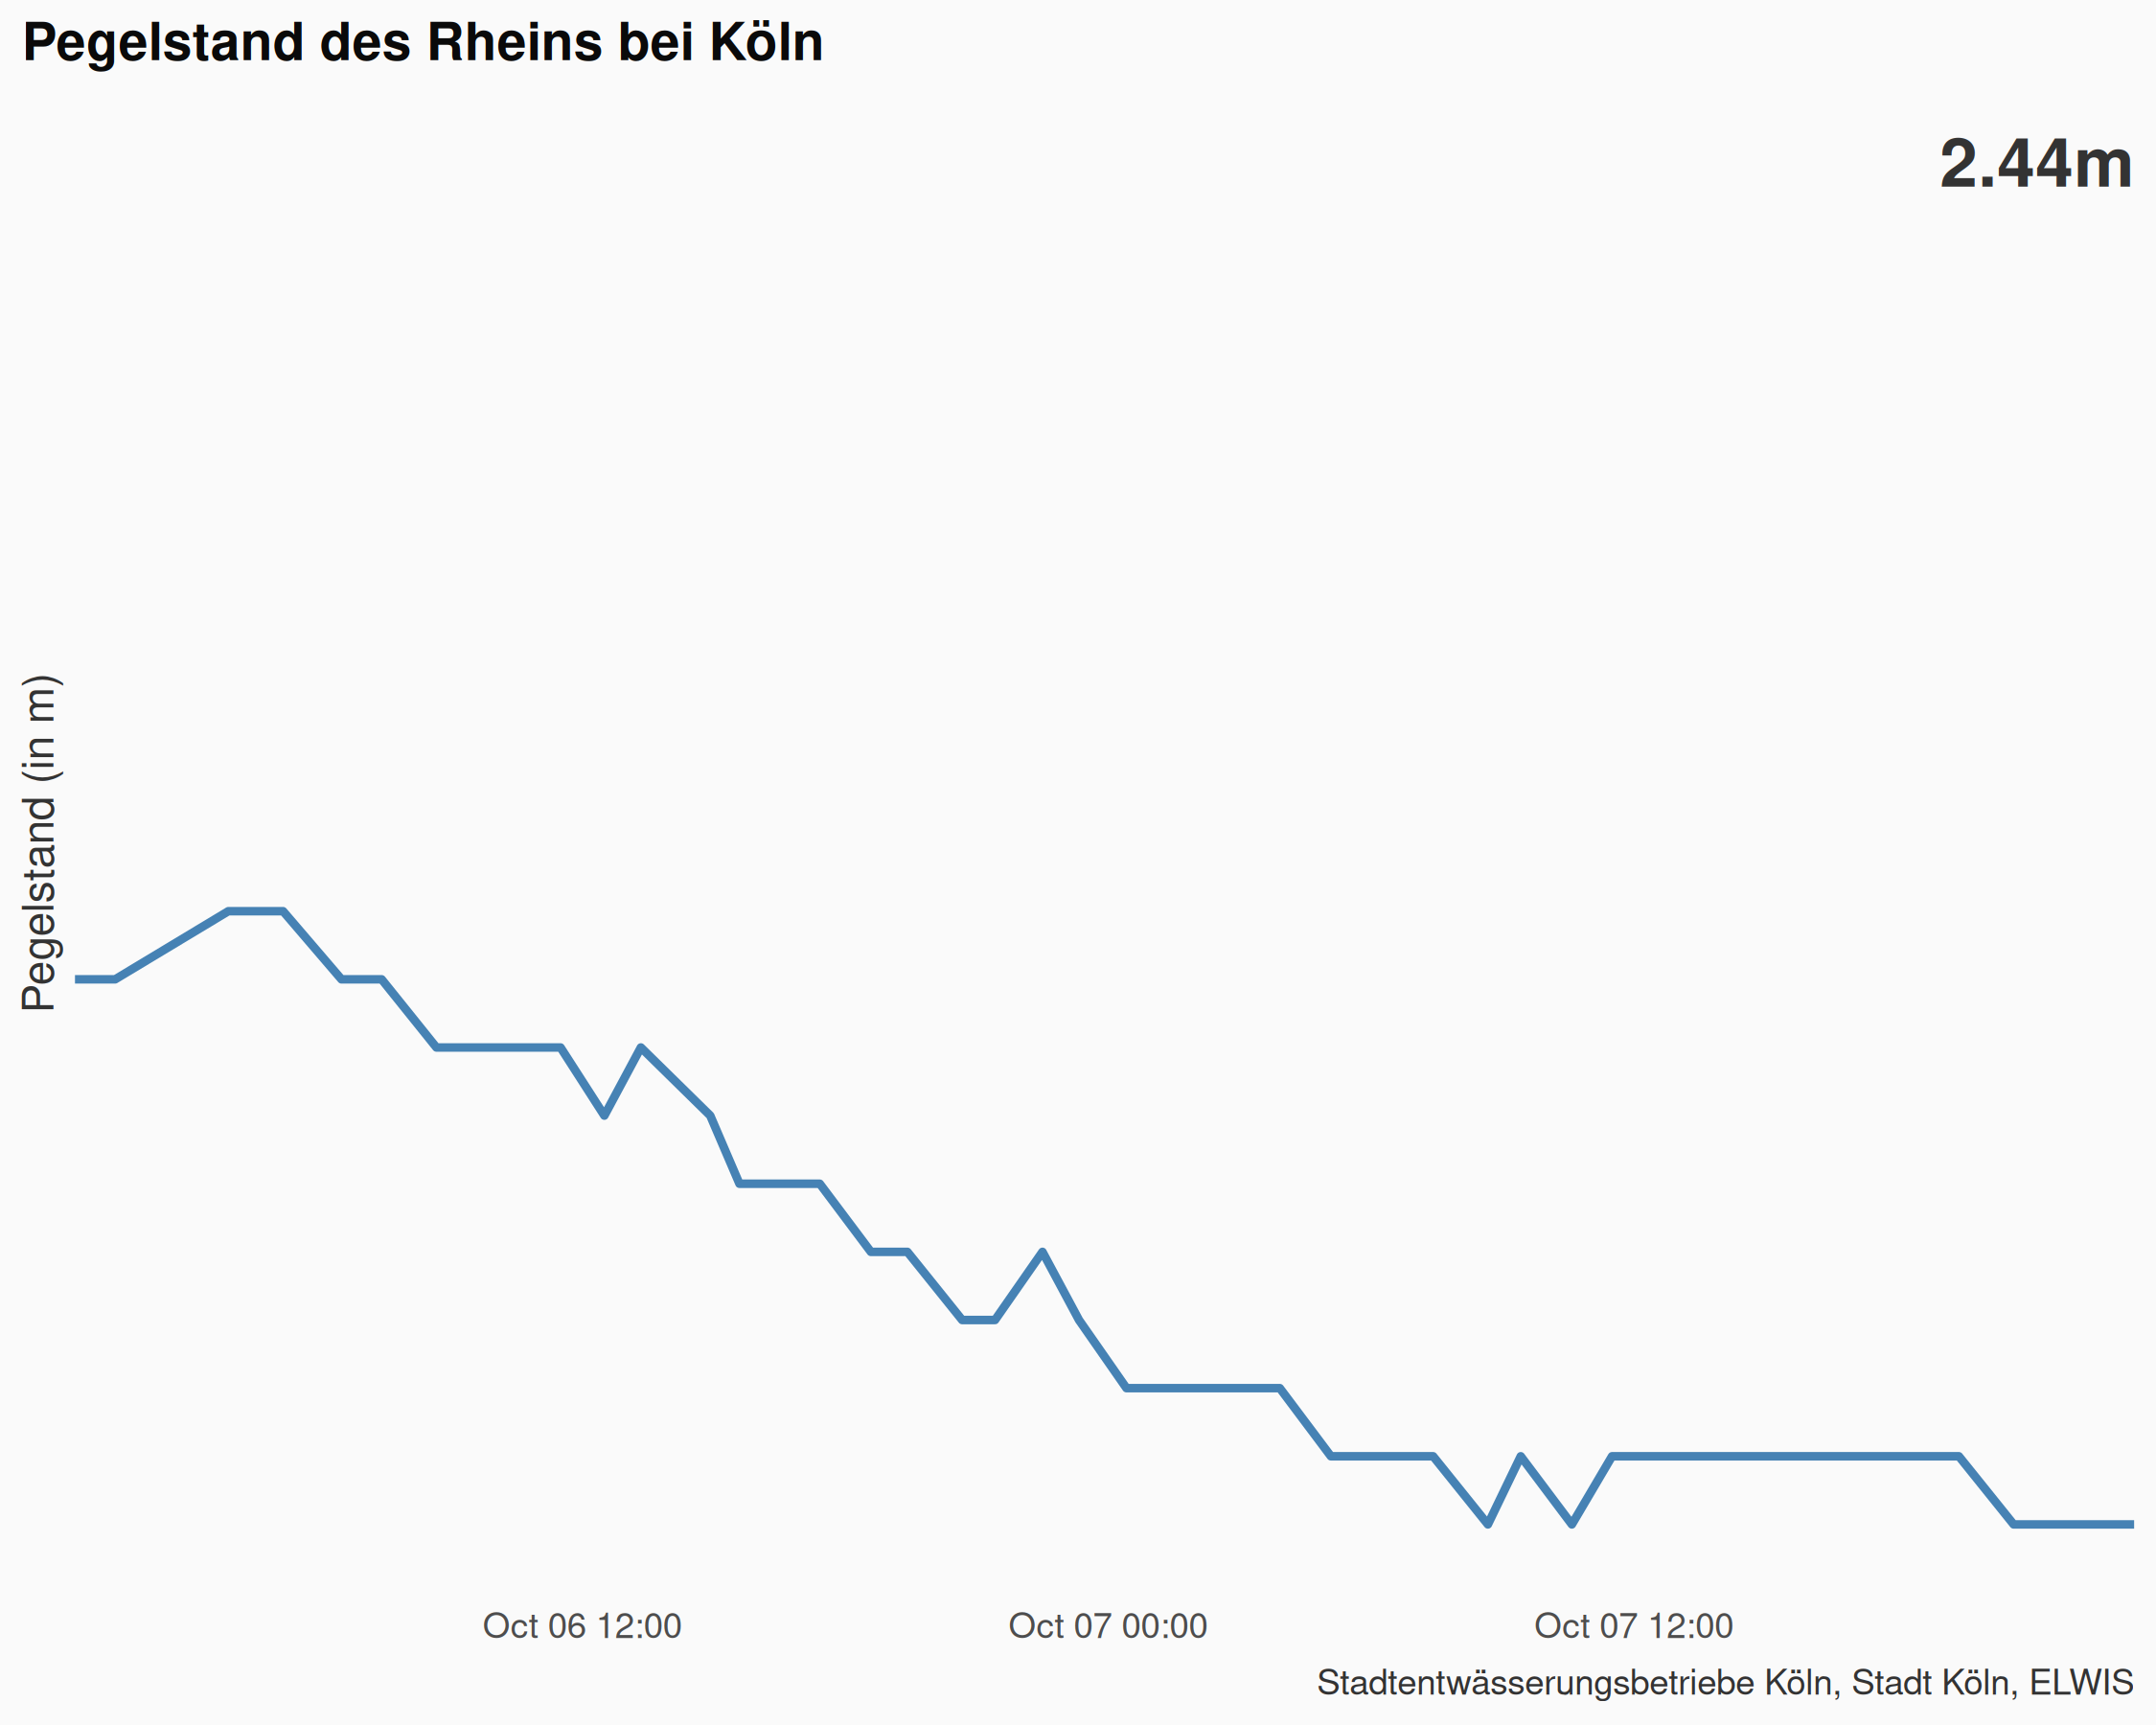 Pegelstand des Rheins bei Köln
2.44m
Pegelstand (in m)
Oct 06 12:00
Oct 07 00:00
Oct 07 12:00
Stadtentwässerungsbetriebe Köln, Stadt Köln, ELWIS